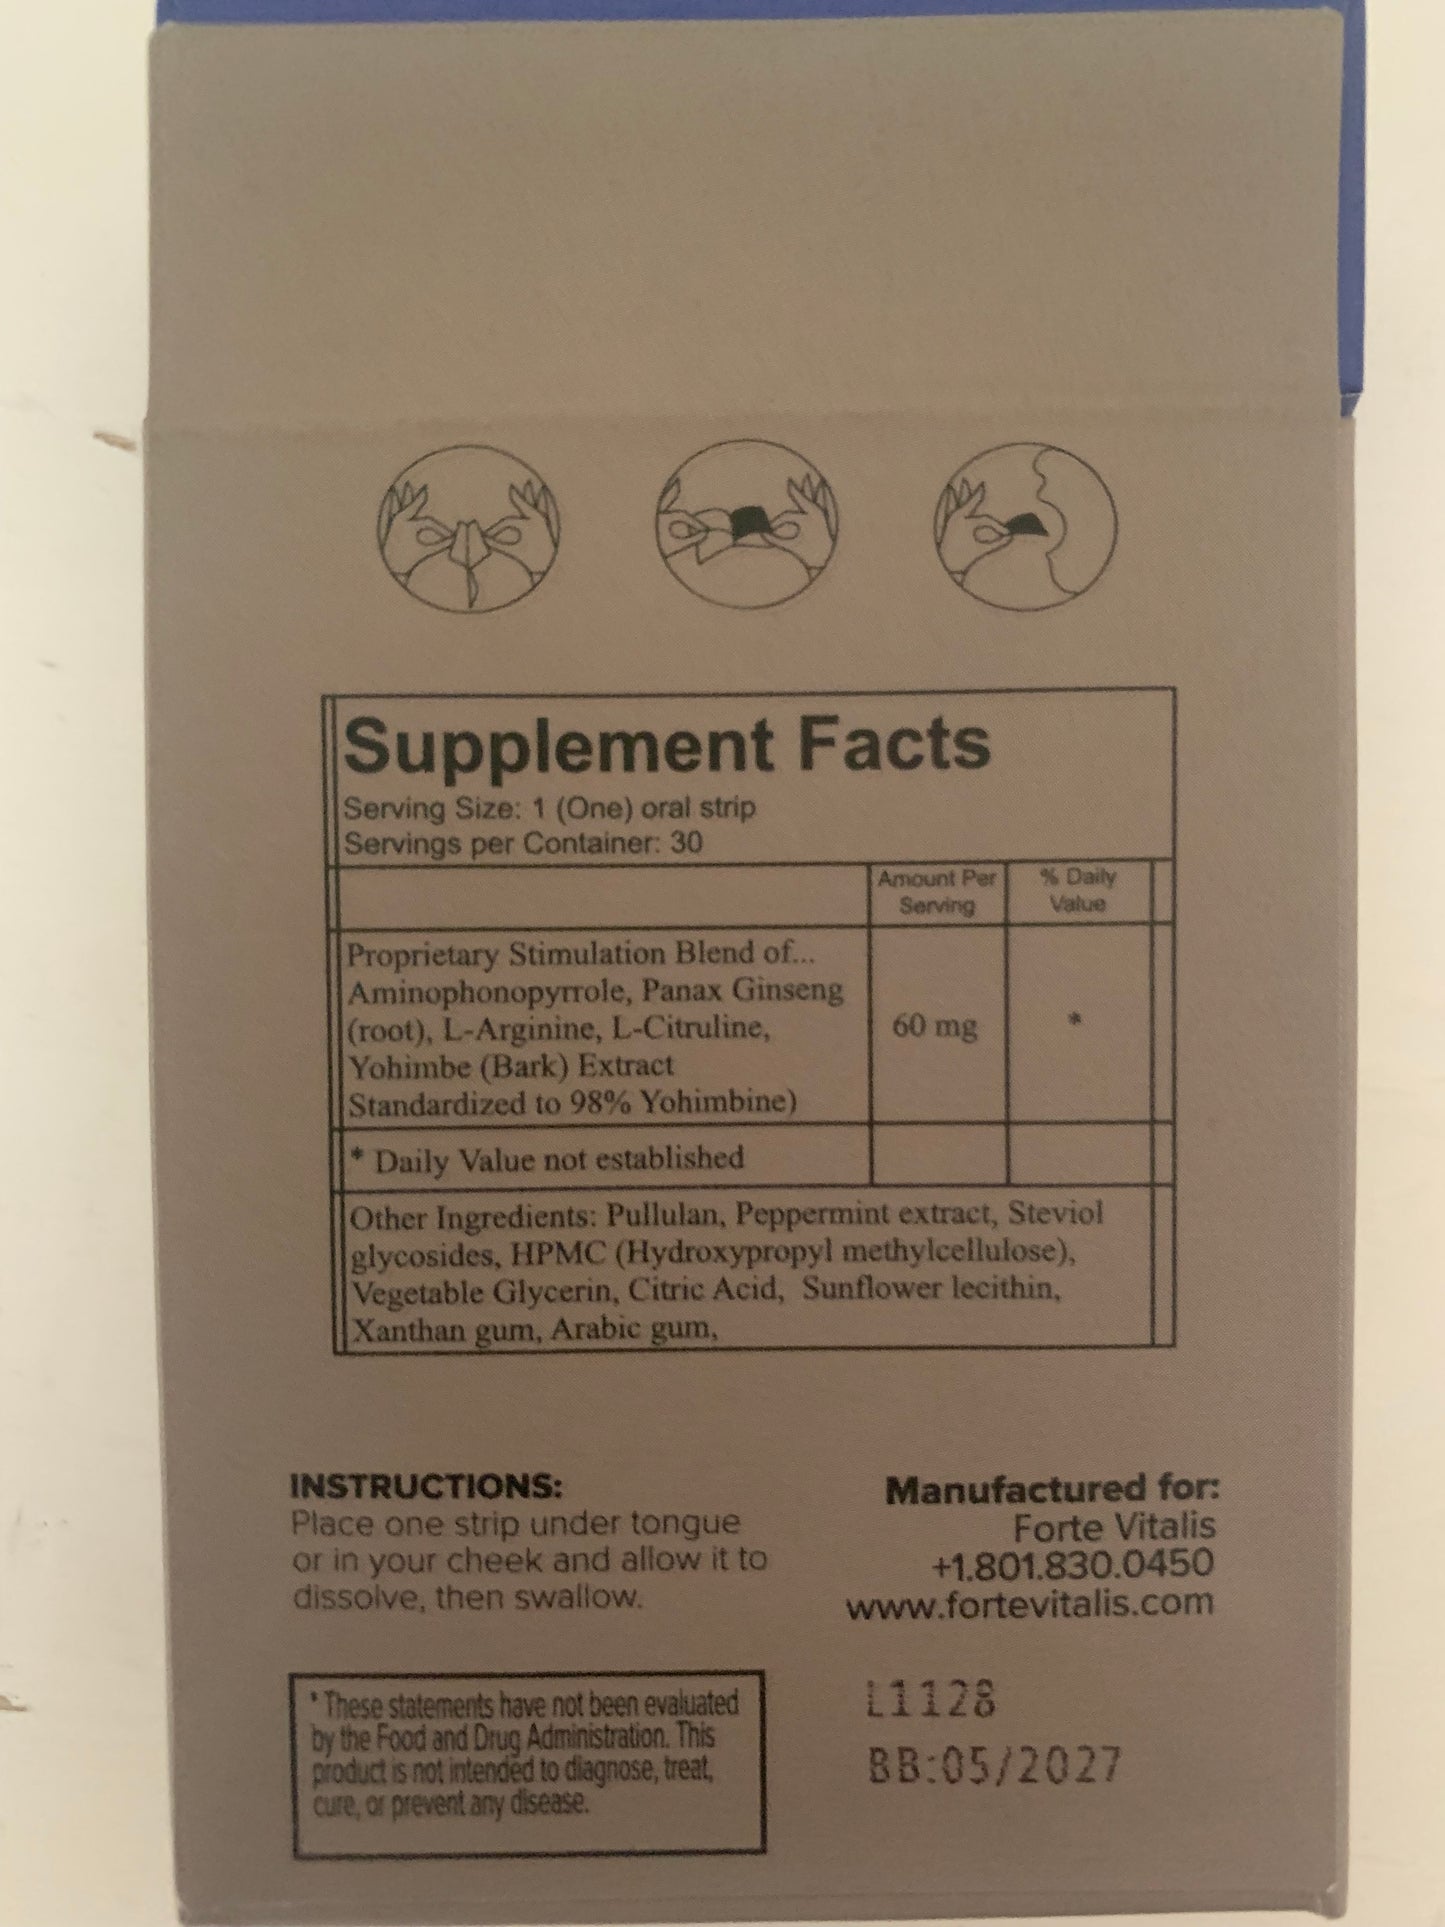 Supplement Facts
Serving Size: 1 (One) oral strip
Servings per Container: 30
Amount Per
Serving
% Daily
Value
Proprietary Stimulation Blend of...
Aminophonopyrrole, Panax Ginseng
(root), L-Arginine, L-Citruline,
Yohimbe (Bark) Extract
Standardized to 98% Yohimbine)
60 mg
*
* Daily Value not established
Other Ingredients: Pullulan, Peppermint extract, Steviol
glycosides, HPMC (Hydroxypropyl methylcellulose),
Vegetable Glycerin, Citric Acid, Sunflower lecithin,
Xanthan gum, Arabic gum,
INSTRUCTIONS:
Place one strip under tongue
or in your cheek and allow it to
dissolve, then swallow.
Manufactured for:
Forte Vitalis
+1.801.830.0450
www.fortevitalis.com
* These statements have not been evaluated
by the Food and Drug Administration. This
product is not intended to diagnose, treat,
cure, or prevent any disease.
L1128
BB:05/2027